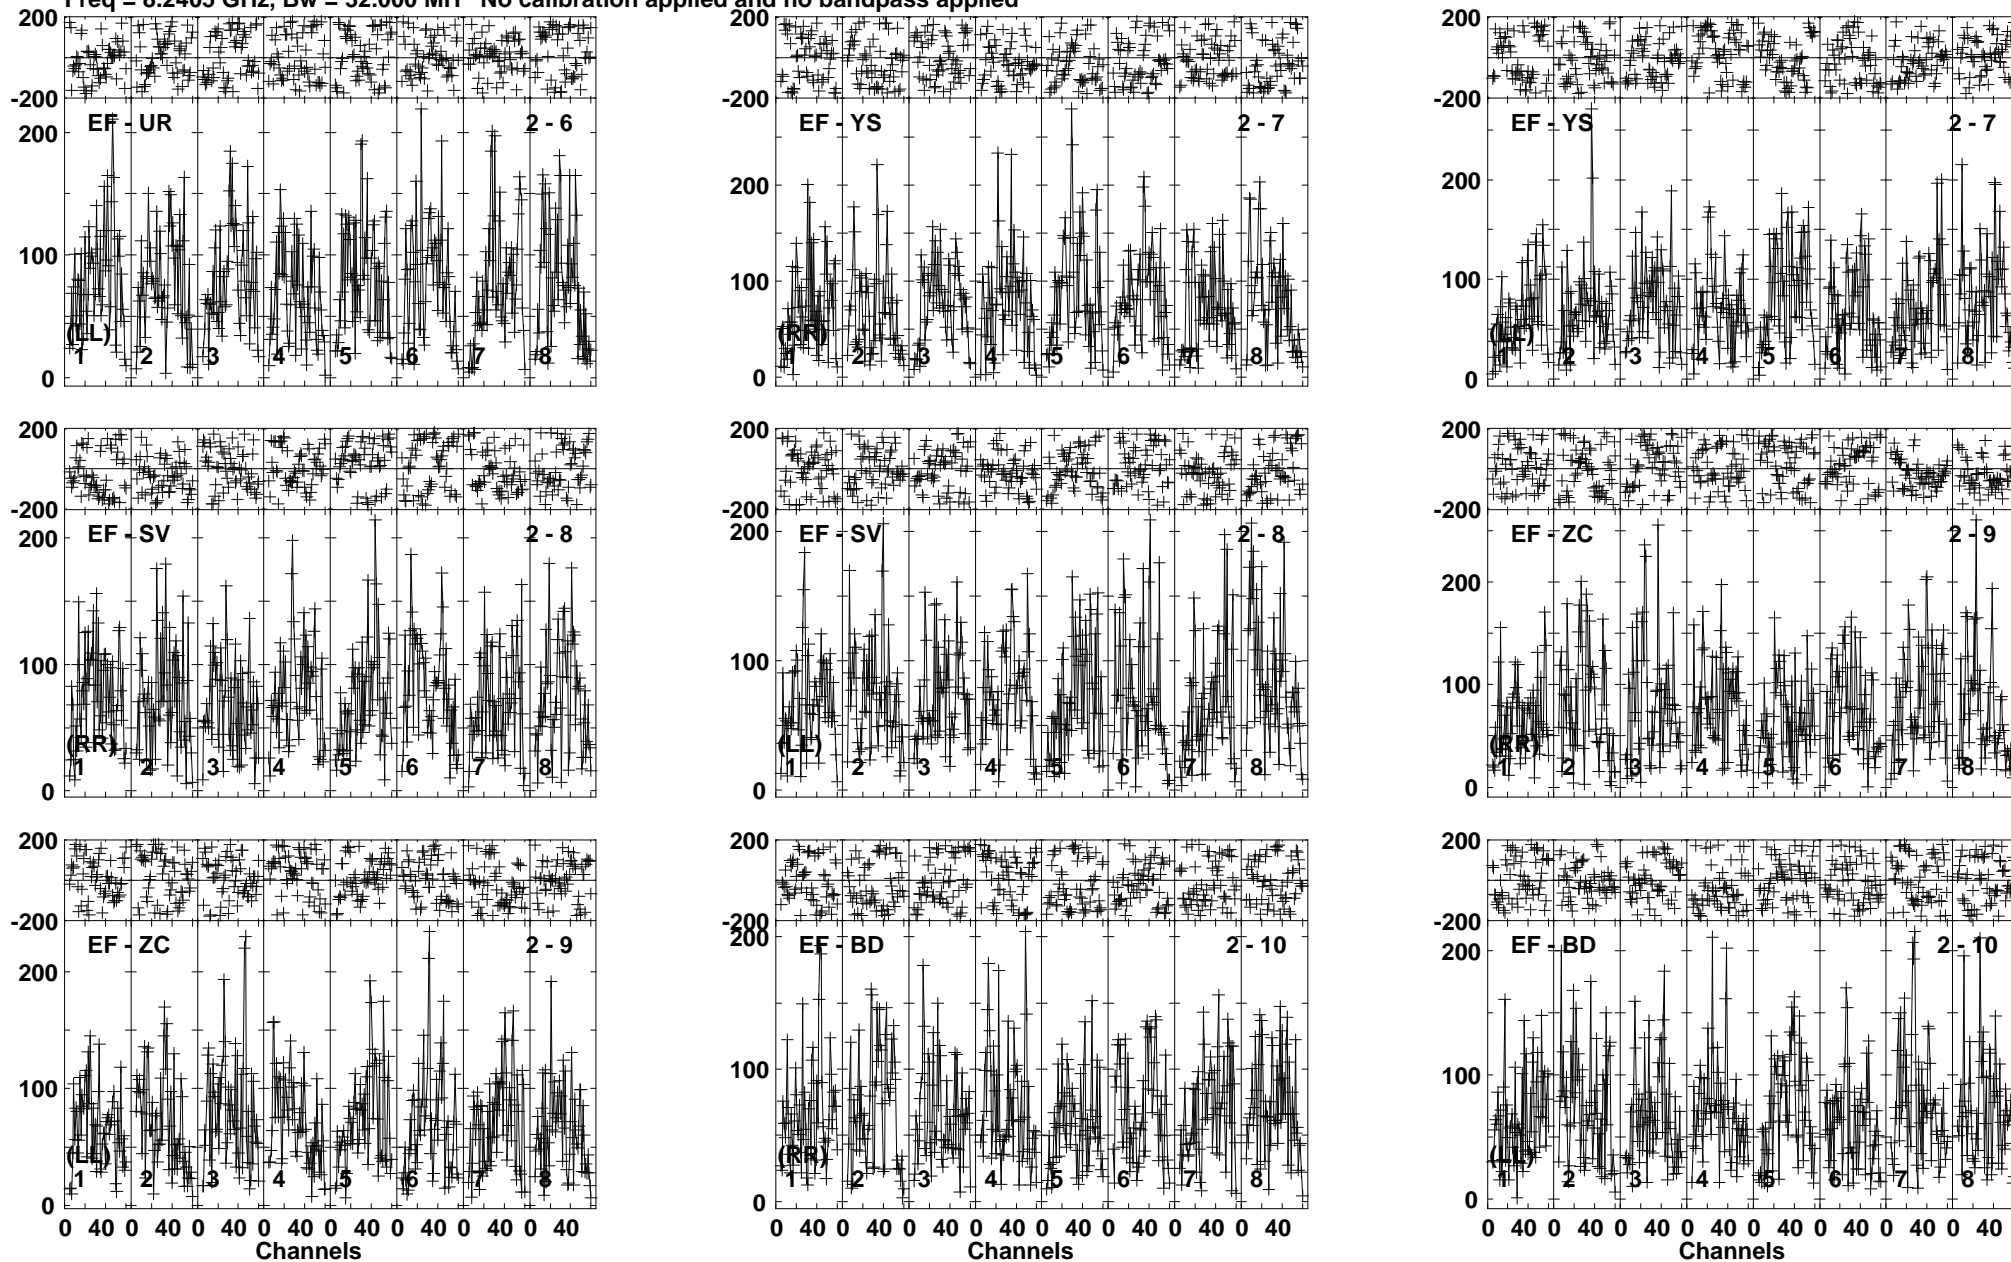 Freq = 8.2405 GHz, Bw = 32.000 MH No calibration applied and no bandpass applied
200 200 200
-200 -200 -200
EF - UR 2 - 6 EF - YS 2 - 7 EF - YS 2 - 7
200 200 200
100 100 100
(LL) (RR) (LL)
1 2 3 4 5 6 7 8 1 2 3 4 5 6 7 8 1 2 3 4 5 6 7 8
0 0 0
200 200 200
-200 -200 -200
EF - SV 2 - 8 EF - SV 2 - 8 EF - ZC 2 - 9
200 200 200
100 100 100
(RR) (LL) (RR)
1 2 3 4 5 6 7 8 1 2 3 4 5 6 7 8 1 2 3 4 5 6 7 8
0 0 0
200 200 200
-200 -200 -200
EF - ZC 2 - 9 EF - BD 2 - 10 EF - BD 2 - 10
200 200 200
100 100 100
(LL) (RR) (LL)
1 2 3 4 5 6 7 8 1 2 3 4 5 6 7 8 1 2 3 4 5 6 7 8
0 0 0
0 40 0 40 0 40 0 40 0 40 0 40 0 40 0 40 0 40 0 40 0 40 0 40 0 40 0 40 0 40 0 40 0 40 0 40 0 40 0 40 0 40 0 40 0 40 0 40
Channels Channels Channels